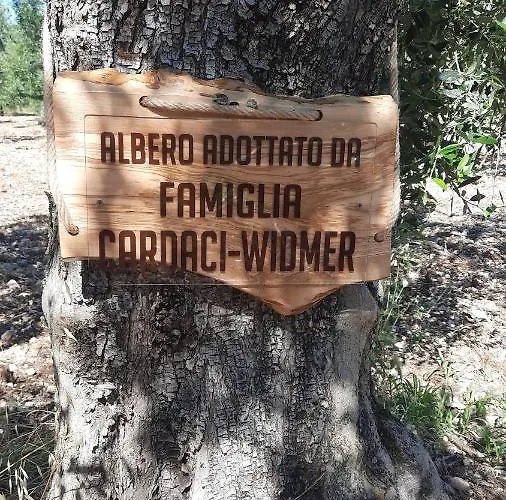 ALBERO ADOTTATO DA
FAMIGLIA
CARDACI-WIDMER